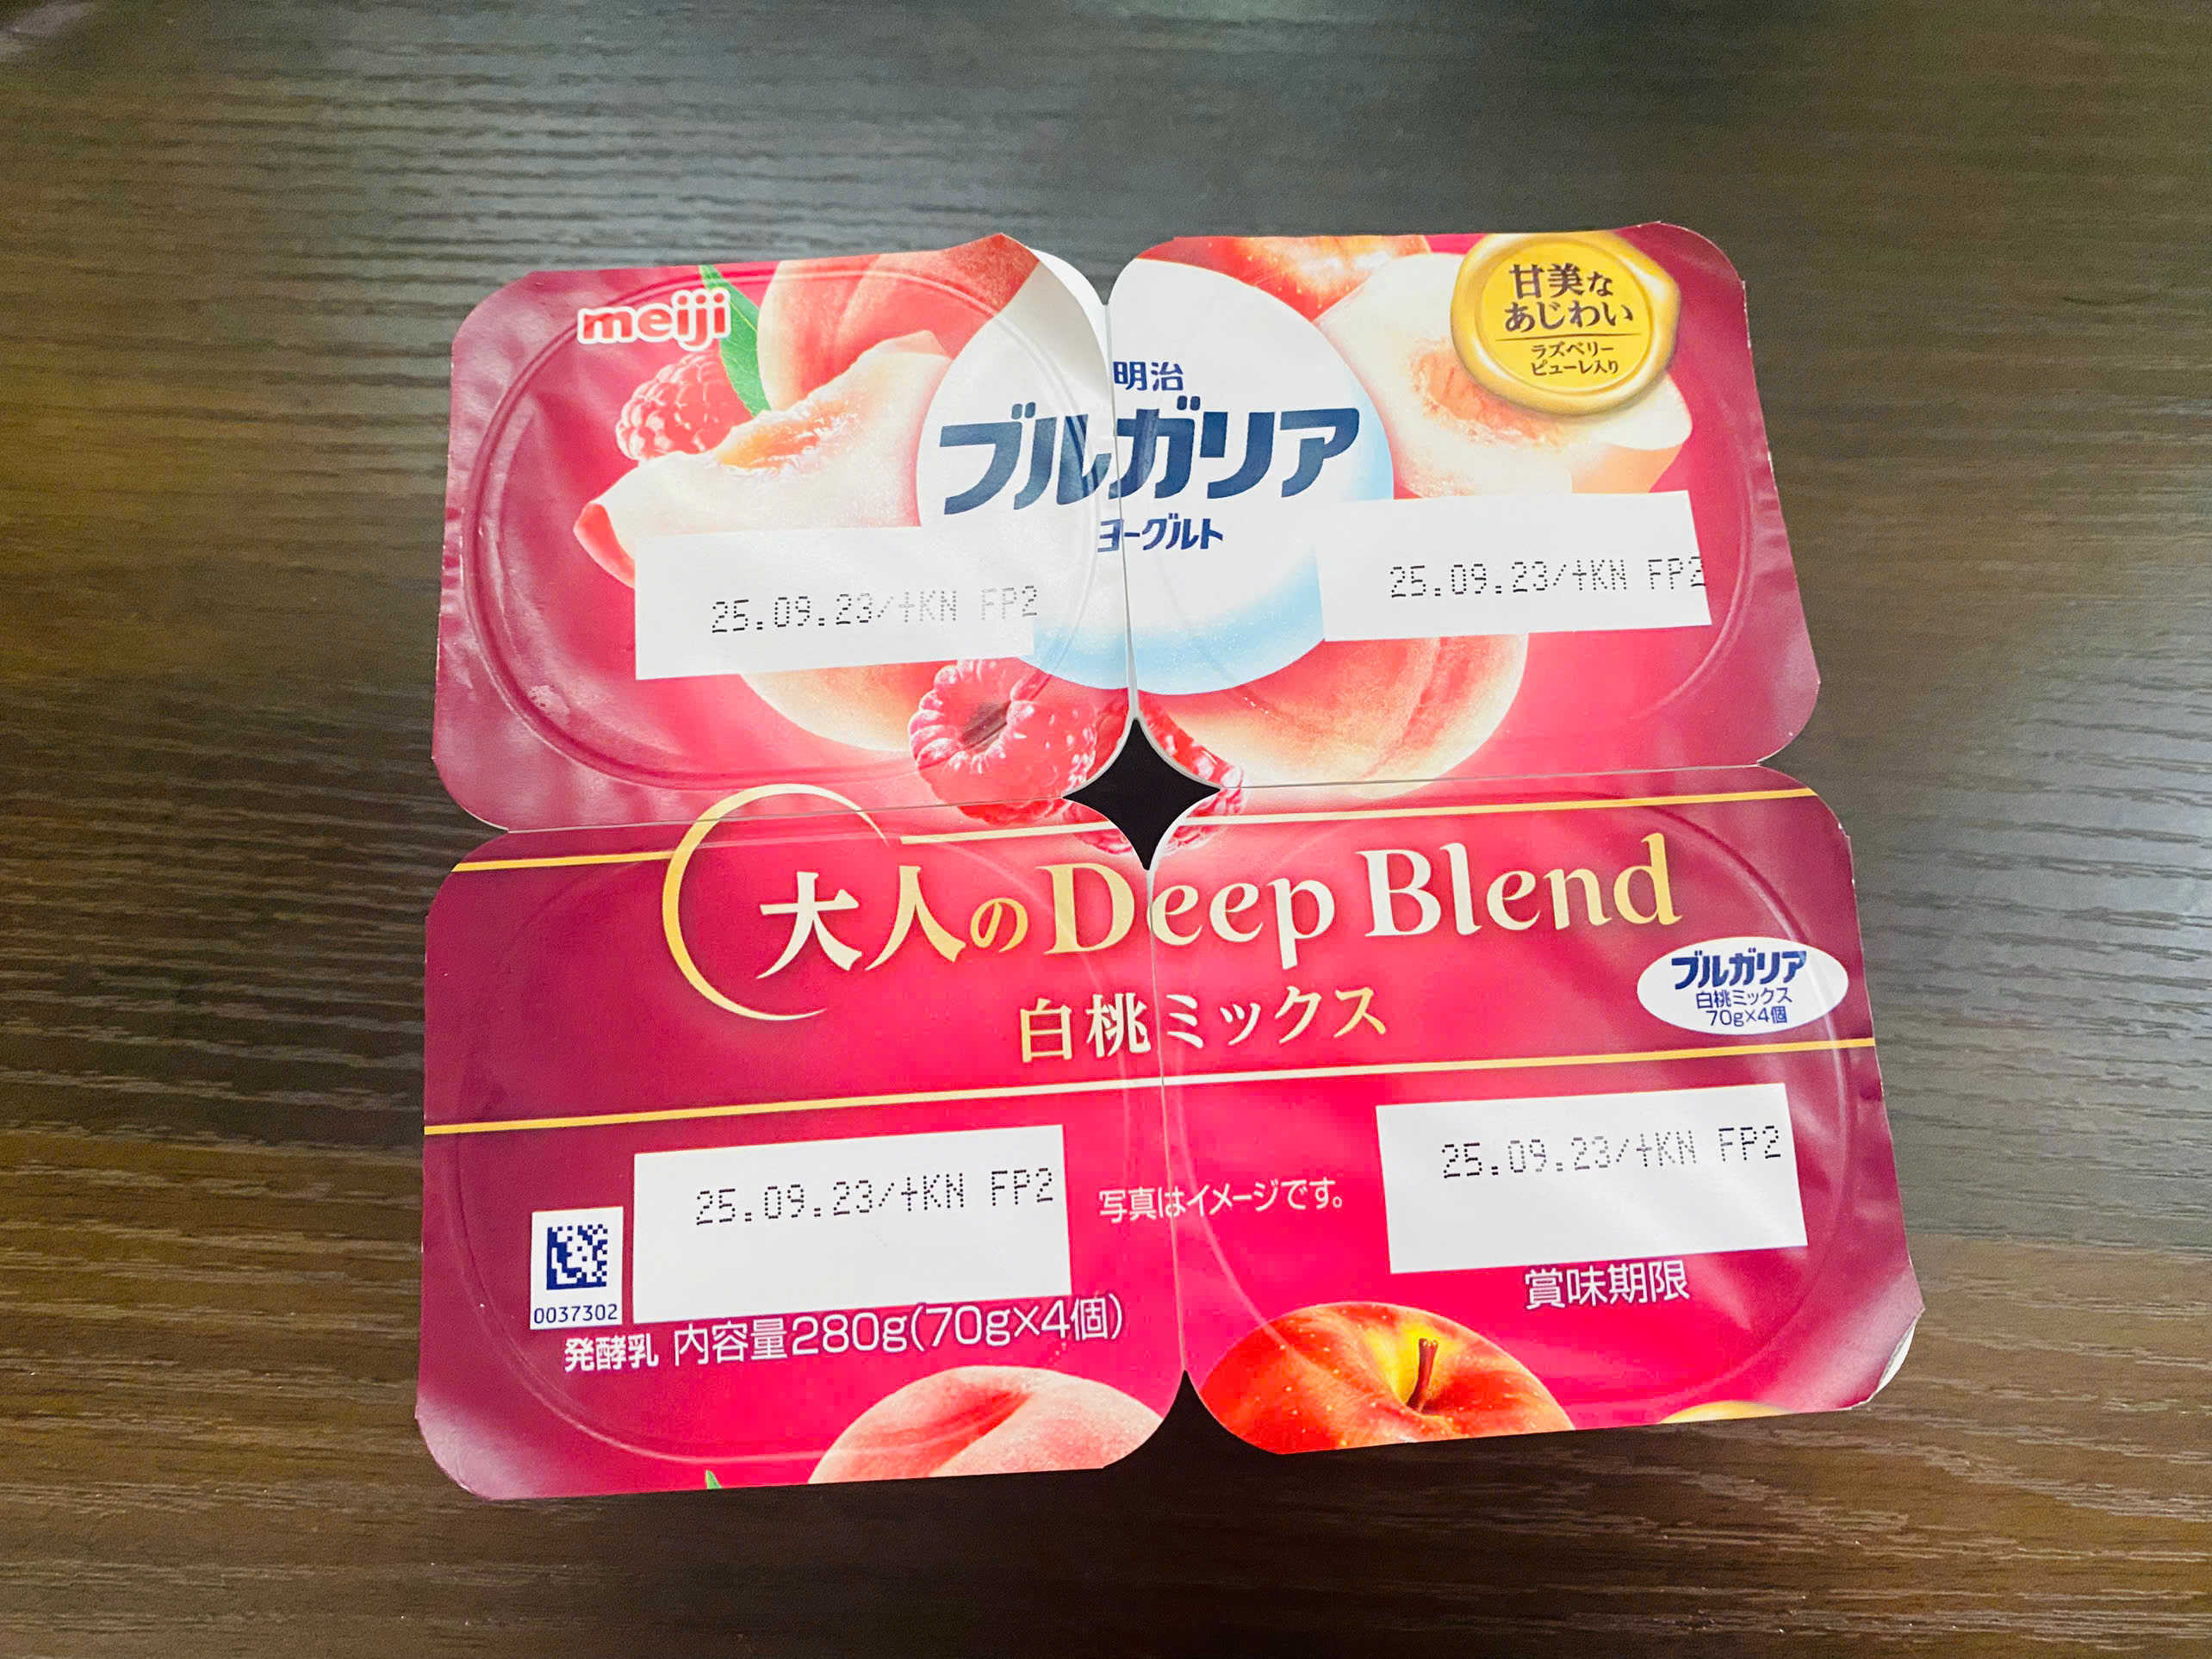 meiji
明治
ブルガリア
ヨーグルト
甘美な
あじわい
ラズベリー
ピューレ入り
25.09.23/†KN FP2
25.09.23/†KN FP2
大人のDeep Blend
白桃ミックス
ブルガリア
白桃ミックス
70g×4個
25.09.23/†KN FP2
写真はイメージです。
25.09.23/†KN FP2
賞味期限
0037302
発酵乳 内容量280g(70g×4個)